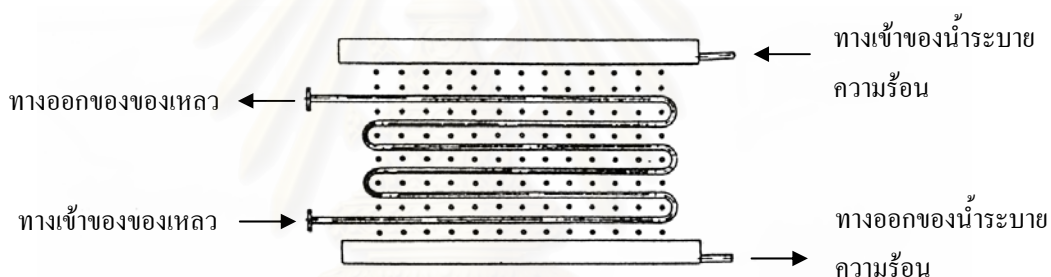 ทางเข้าของน้ำระบาย
ความร้อน
ทางออกของของเหลว
ทางเข้าของของเหลว
ทางออกของน้ำระบาย
ความร้อน